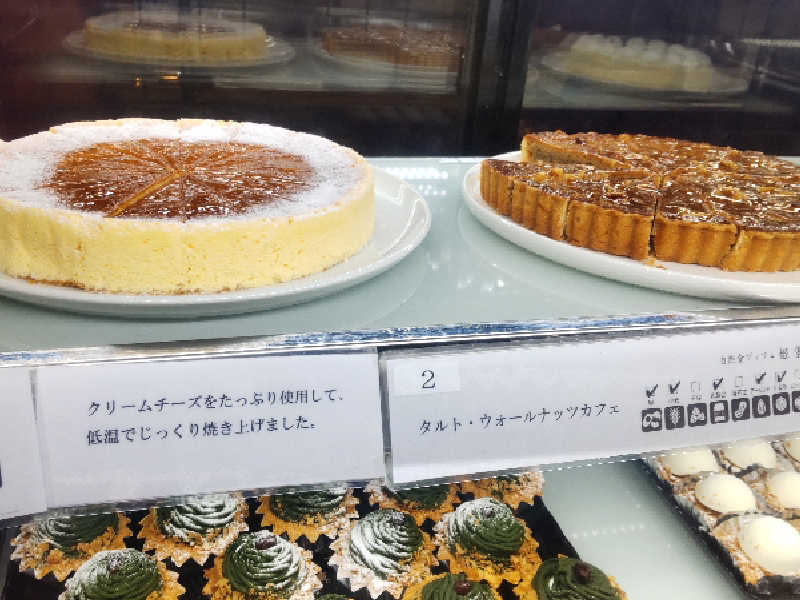 クリームチーズをたっぷり使用して、
低温でじっくり焼き上げました。
2
タルト・ウォールナッツカフェ